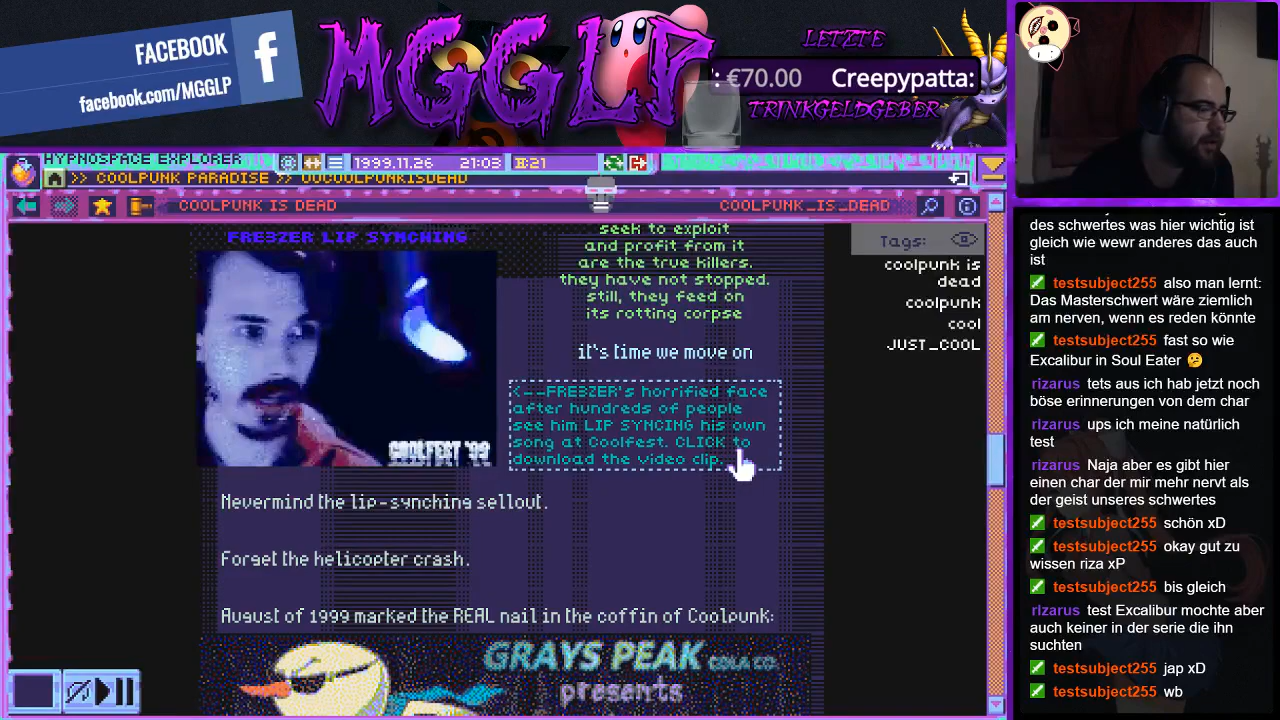 FACEBOOK
facebook.com/MGGLP
MGGLP
LETZTE
: €70.00 Creepypatta:
TRINKGELDGEBER
HYPNOSPACE EXPLORER
1999.11.26 21:03
:21
>> COOLPUNK PARADISE >> 00COOLPUNKISDEAD
COOLPUNK IS DEAD
COOLPUNK_IS_DEAD
FRE3ZER LIP SYNCHING
COOLFEST '99
seek to exploit
and profit from it
are the true killers.
they have not stopped.
still, they feed on
its rotting corpse
it's time we move on
<--FRE3ZER's horrified face
after hundreds of people
see him LIP SYNCING his own
song at Coolfest. CLICK to
download the video clip.
Tags:
coolpunk is
dead
coolpunk
cool
JUST_COOL
Nevermind the lip-synching sellout.
Forget the helicopter crash.
August of 1999 marked the REAL nail in the coffin of Coolpunk:
GRAYS PEAK COLA CO.
presents
des schwertes was hier wichtig ist
gleich wie wewr anderes das auch
ist
testsubject255 also man lernt:
Das Masterschwert wäre ziemlich
am nerven, wenn es reden könnte
testsubject255 fast so wie
Excalibur in Soul Eater 🤔
rizarus tets aus ich hab jetzt noch
böse erinnerungen von dem char
rizarus ups ich meine natürlich
test
rizarus Naja aber es gibt hier
einen char der mir mehr nervt als
der geist unseres schwertes
testsubject255 schön xD
testsubject255 okay gut zu
wissen riza xP
testsubject255 bis gleich
rizarus test Excalibur mochte aber
auch keiner in der serie die ihn
suchten
testsubject255 jap xD
testsubject255 wb